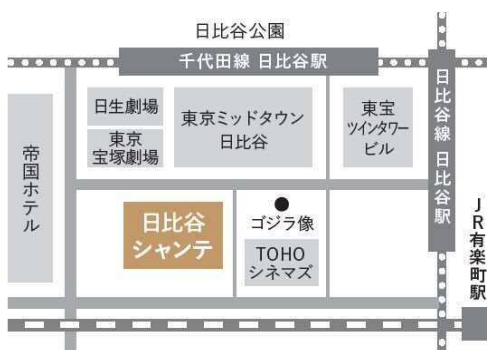 日比谷公園
千代田線 日比谷駅
日生劇場
東京
宝塚劇場
東京ミッドタウン
日比谷
東宝
ツインタワー
ビル
日比谷線 日比谷駅
帝国ホテル
日比谷
シャンテ
ゴジラ像
TOHO
シネマズ
JR有楽町駅